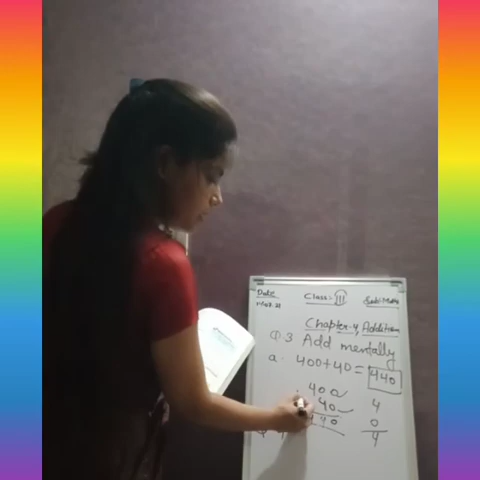 Date Class:- III Sub:- Math
Chapter-4, Addition
Q 3 Add mentally
a. 400+40= 440
400
40
440
4
0
4